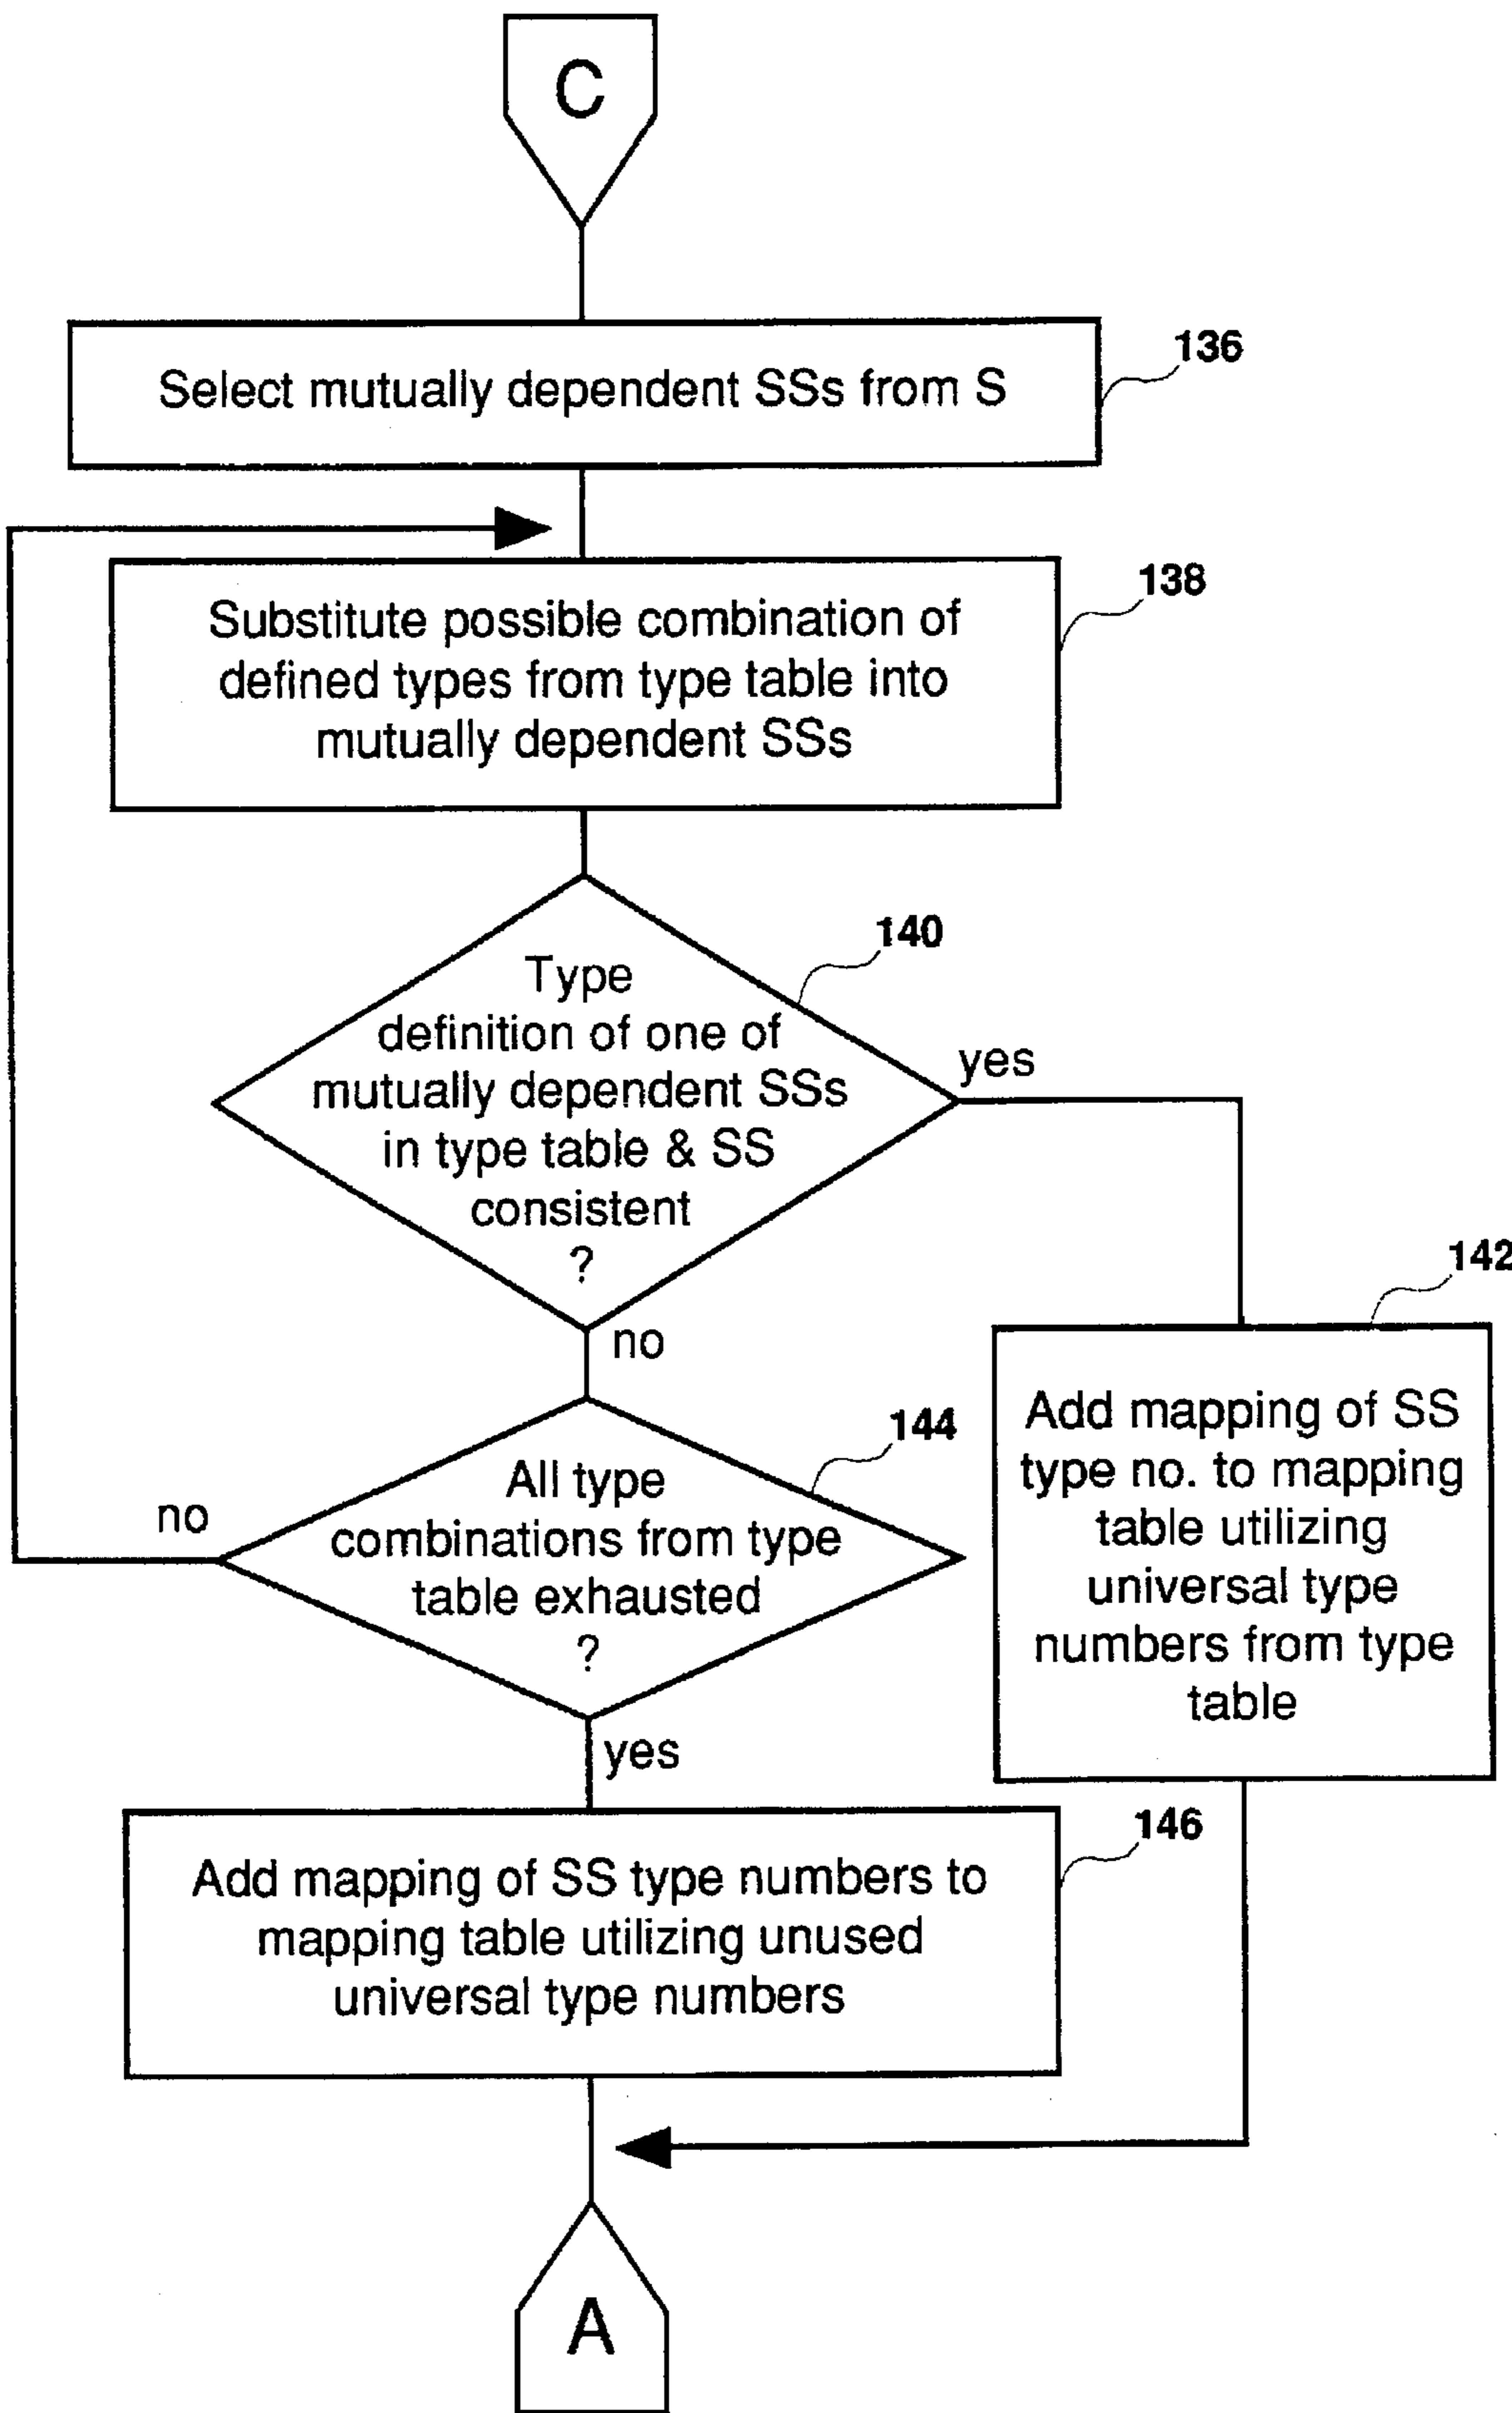 C
Select mutually dependent SSs from S
136
Substitute possible combination of
defined types from type table into
mutually dependent SSs
138
Type
definition of one of
mutually dependent SSs
in type table & SS
consistent
?
140
yes
no
142
Add mapping of SS
type no. to mapping
table utilizing
universal type
numbers from type
table
144
All type
combinations from type
table exhausted
?
no
yes
146
Add mapping of SS type numbers to
mapping table utilizing unused
universal type numbers
A